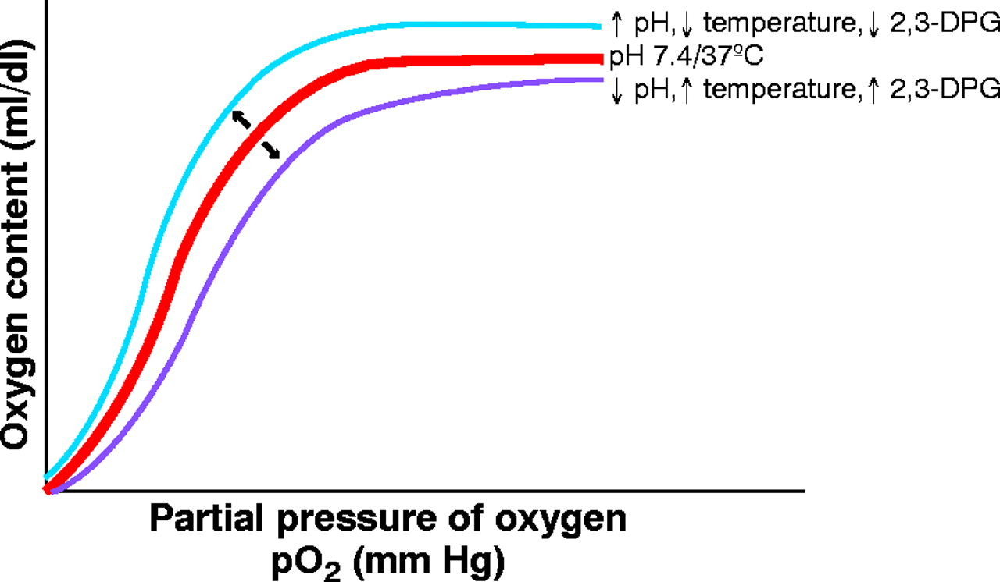 ↑ pH,↓ temperature,↓ 2,3-DPG
pH 7.4/37ºC
↓ pH,↑ temperature,↑ 2,3-DPG
Oxygen content (ml/dl)
Partial pressure of oxygen
pO₂ (mm Hg)